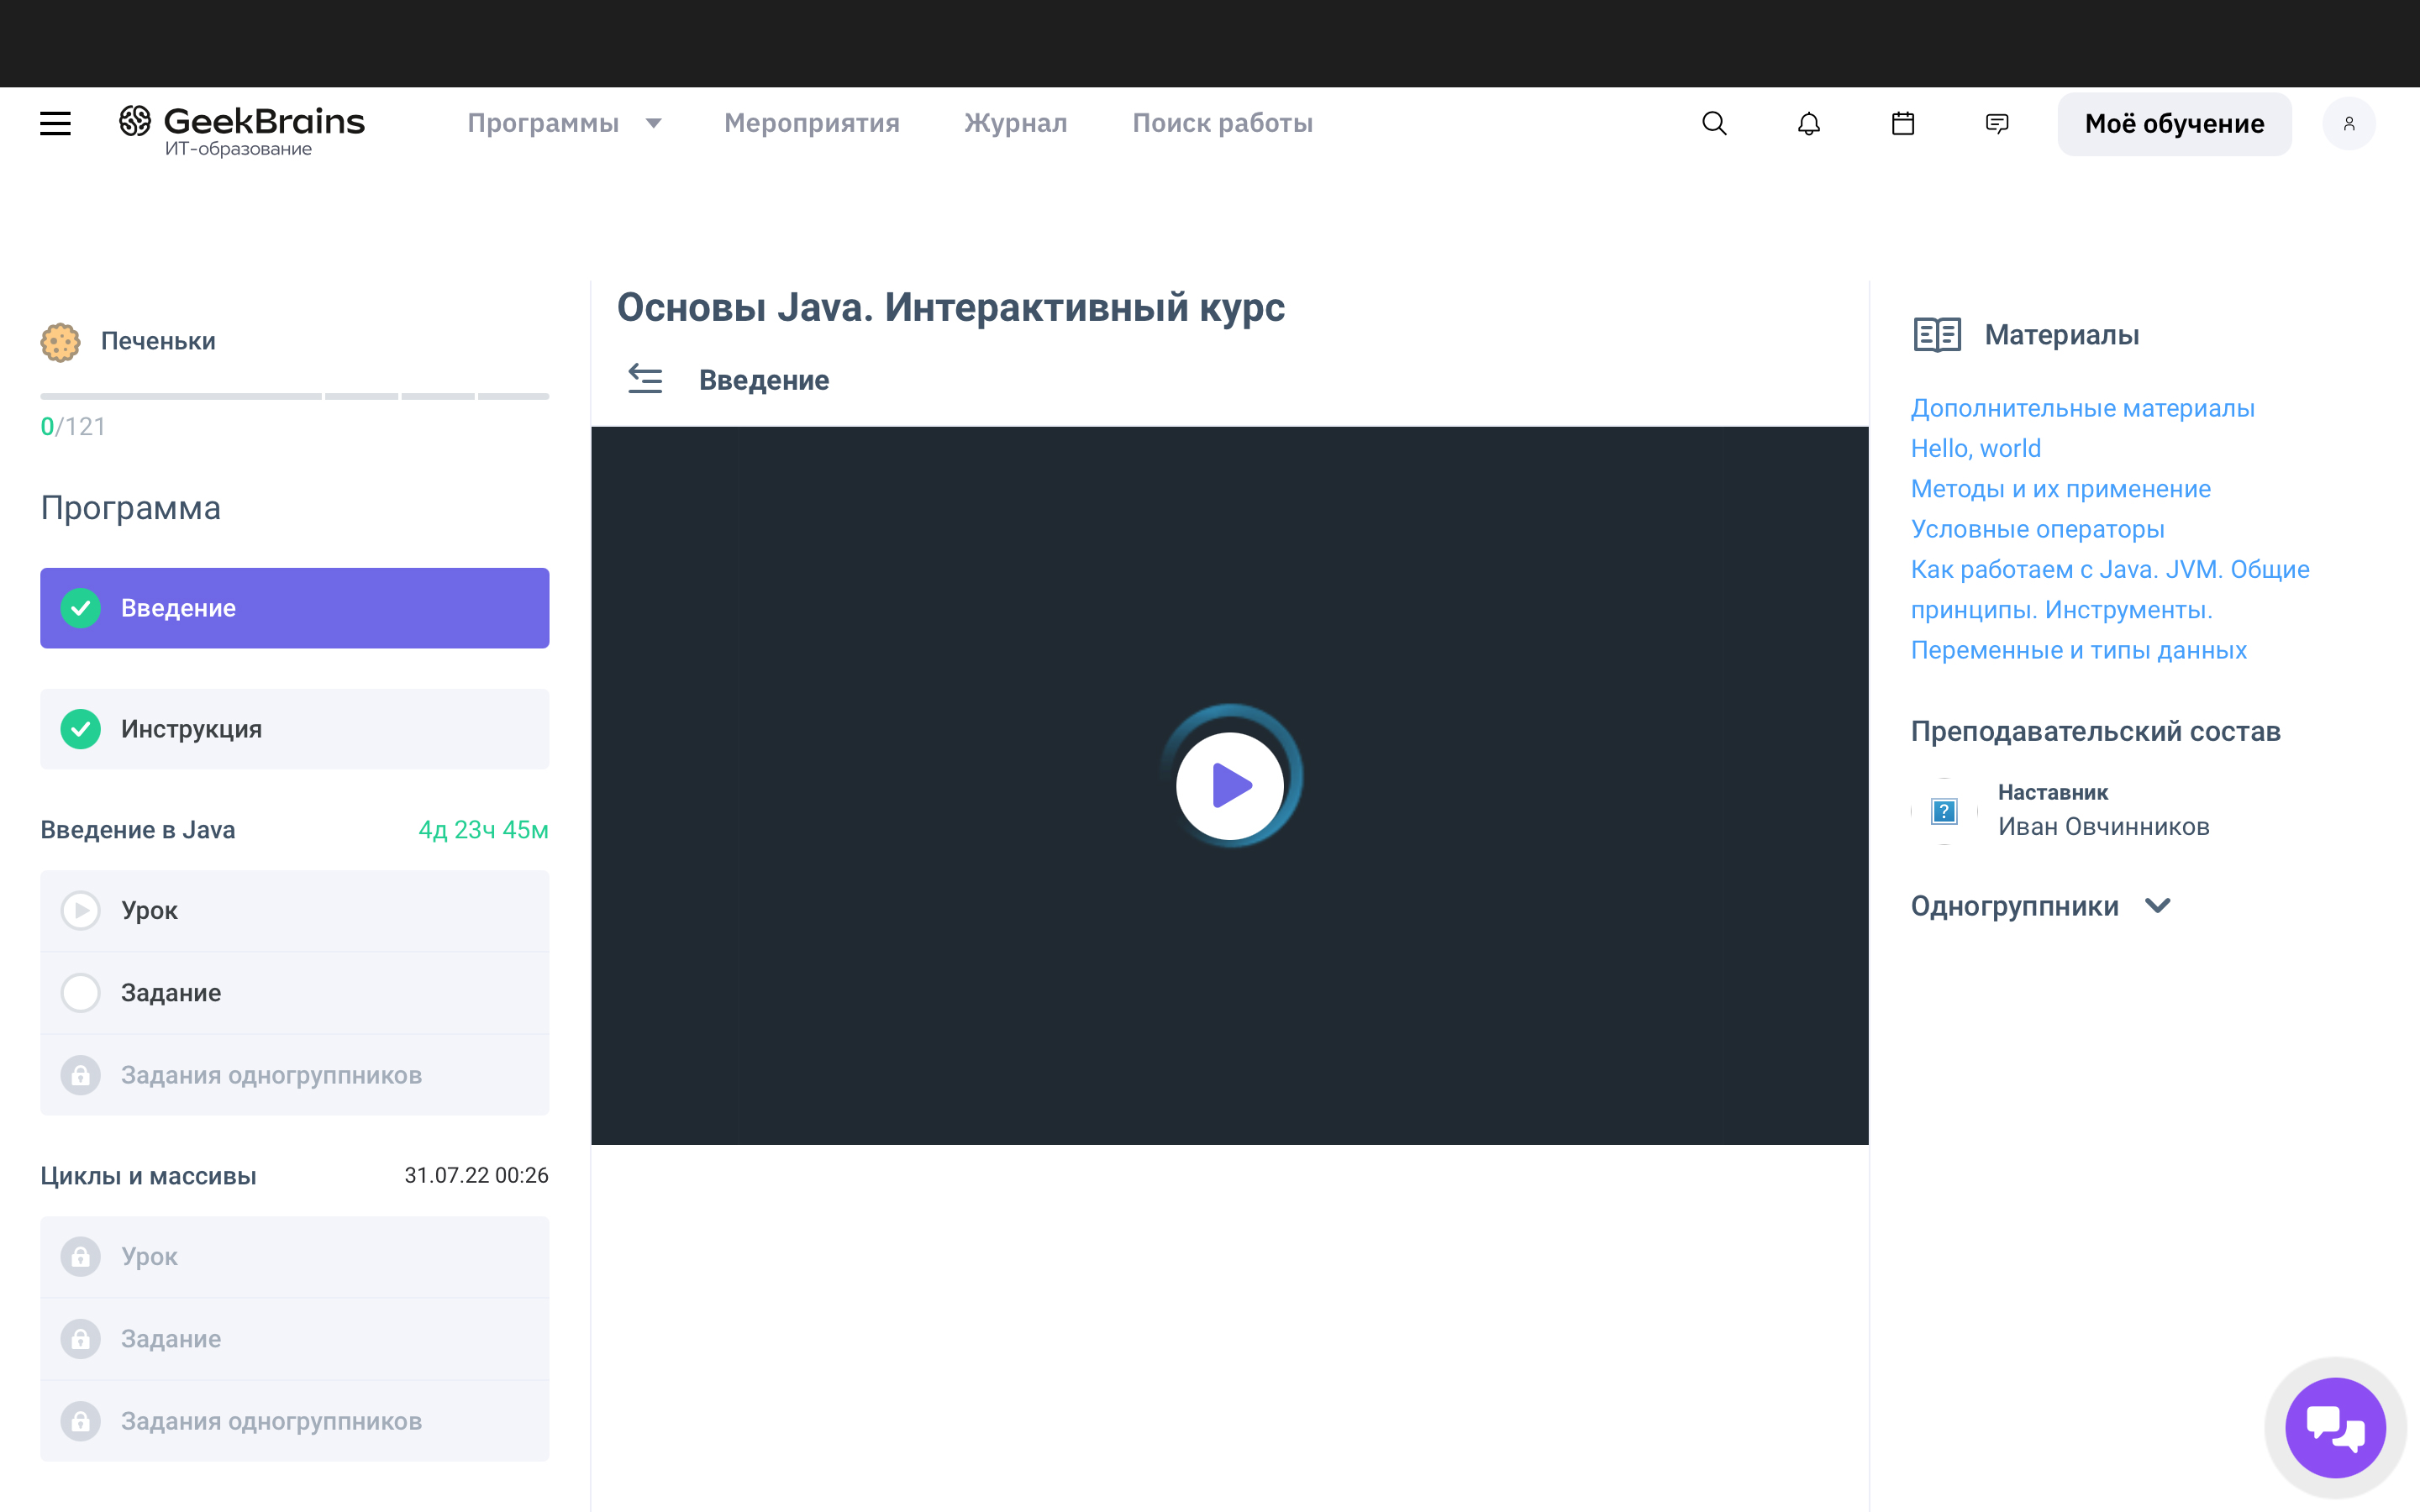 GeekBrains
ИТ-образование
Программы
Мероприятия
Журнал
Поиск работы
Моё обучение
Печеньки
0/121
Программа
Введение
Инструкция
Введение в Java 4д 23ч 45м
Урок
Задание
Задания одногруппников
Циклы и массивы 31.07.22 00:26
Урок
Задание
Задания одногруппников
Основы Java. Интерактивный курс
Введение
Материалы
Дополнительные материалы
Hello, world
Методы и их применение
Условные операторы
Как работаем с Java. JVM. Общие
принципы. Инструменты.
Переменные и типы данных
Преподавательский состав
?
Наставник
Иван Овчинников
Одногруппники